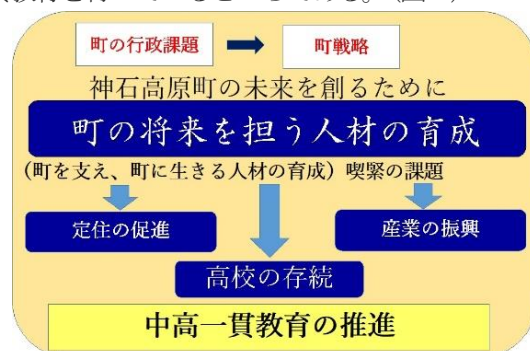 町の行政課題 町戦略
神石高原町の未来を創るために
町の将来を担う人材の育成
(町を支え、町に生きる人材の育成) 喫緊の課題
定住の促進 産業の振興
高校の存続
中高一貫教育の推進